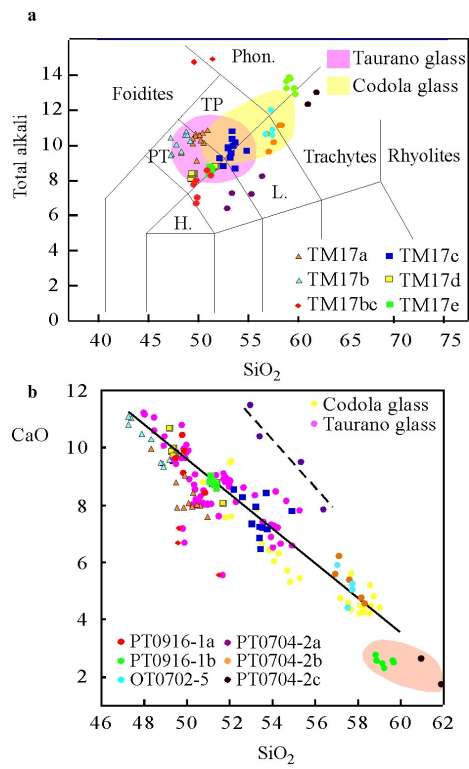 a
Total alkali
14
12
10
8
6
4
2
0
Phon.
Foidites
TP
PT
Trachytes
Rhyolites
L.
H.
Taurano glass
Codola glass
TM17a TM17c
TM17b TM17d
TM17bc TM17e
40 45 50 55 60 65 70 75
SiO₂
b
CaO
12
10
8
6
4
2
Codola glass
Taurano glass
PT0916-1a PT0704-2a
PT0916-1b PT0704-2b
OT0702-5 PT0704-2c
46 48 50 52 54 56 58 60 62
SiO₂